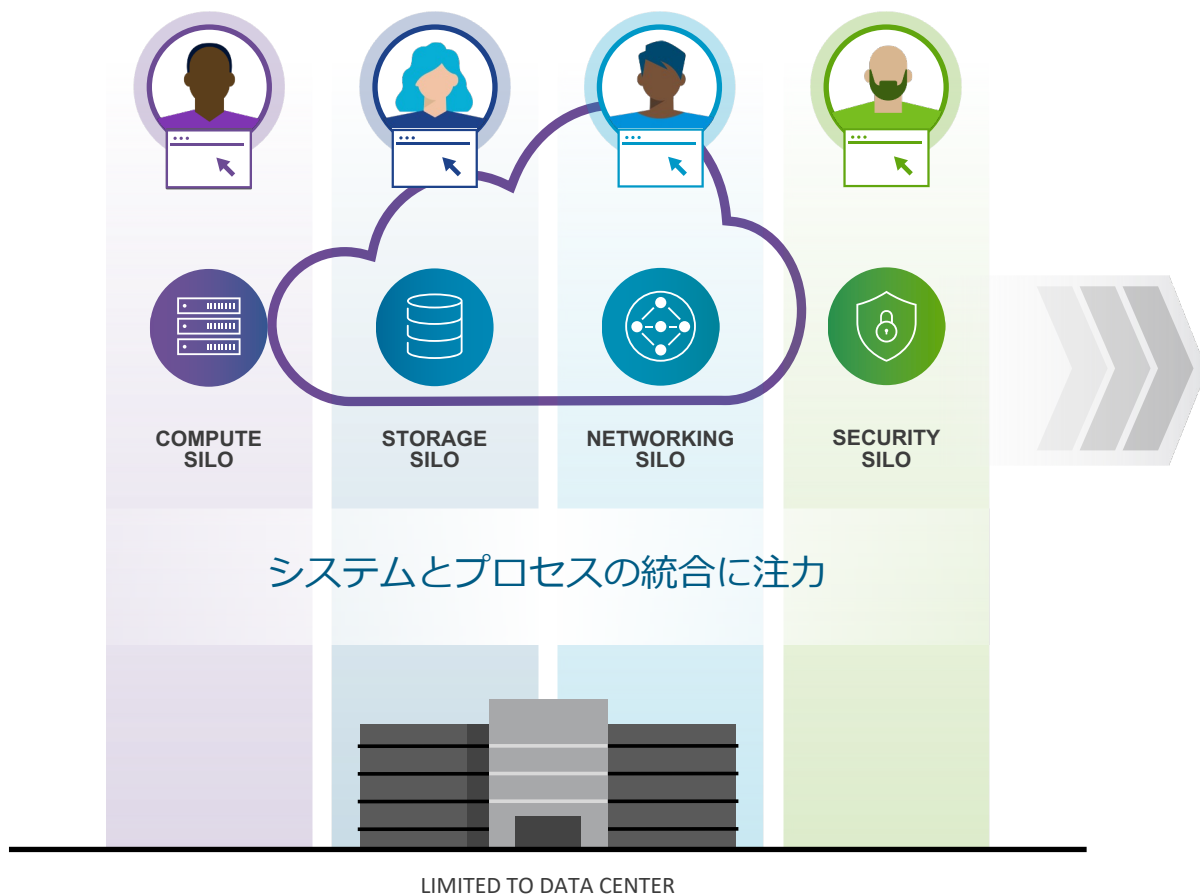 COMPUTE
SILO
STORAGE
SILO
NETWORKING
SILO
SECURITY
SILO
システムとプロセスの統合に注力
LIMITED TO DATA CENTER